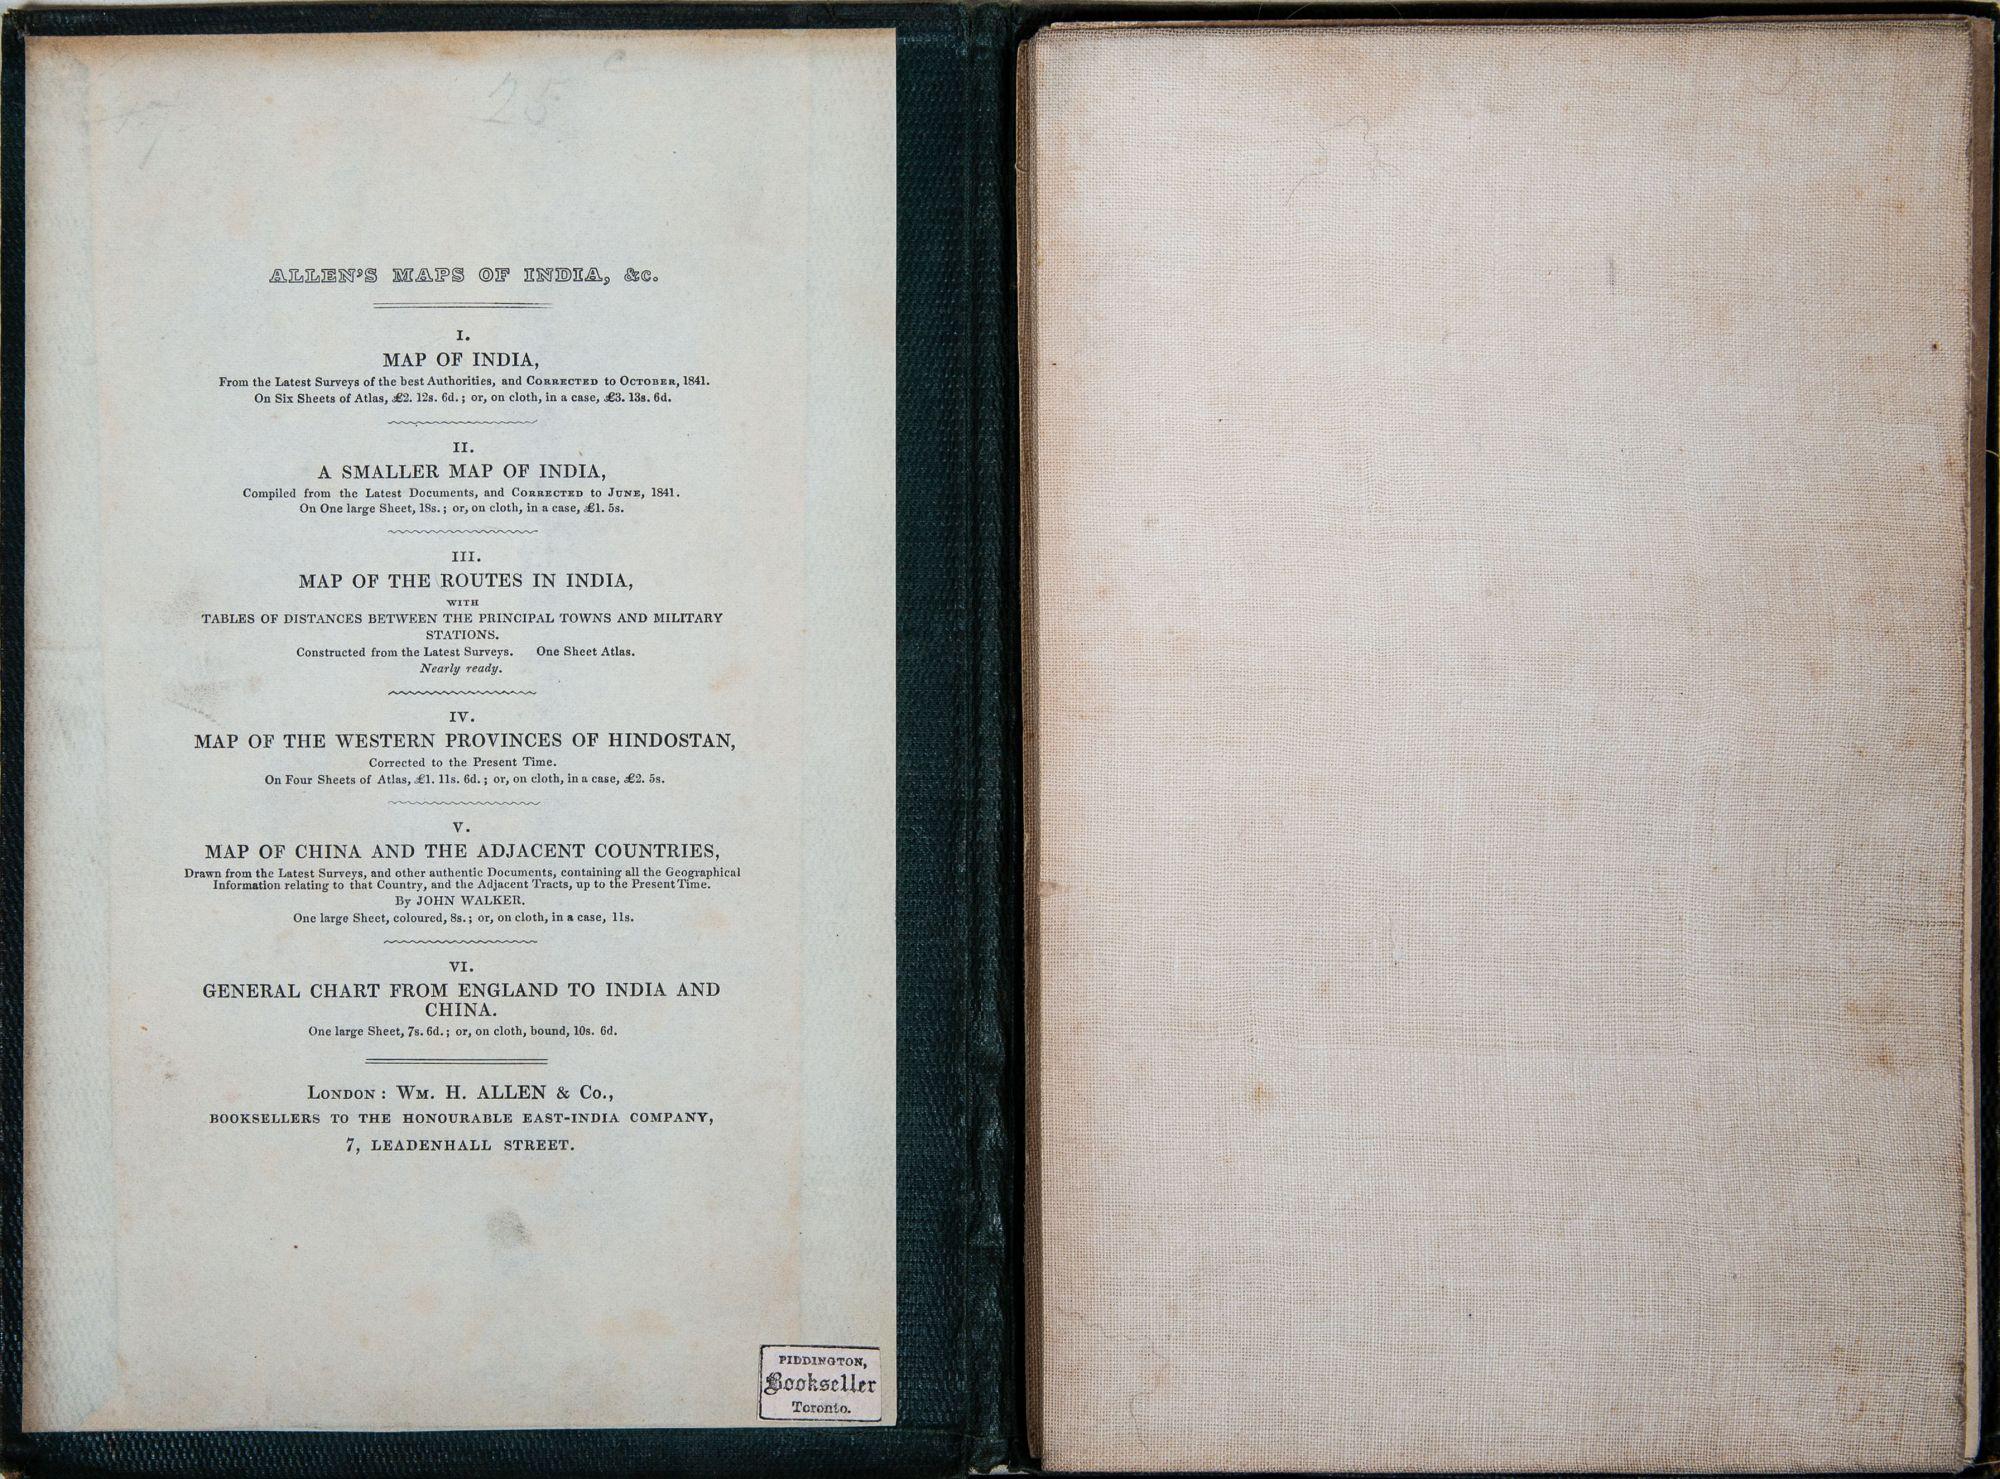 25 c
ALLEN'S MAPS OF INDIA, &c.
I.
MAP OF INDIA,
From the Latest Surveys of the best Authorities, and CORRECTED to OCTOBER, 1841.
On Six Sheets of Atlas, £2. 12s. 6d.; or, on cloth, in a case, £3. 13s. 6d.
II.
A SMALLER MAP OF INDIA,
Compiled from the Latest Documents, and CORRECTED to JUNE, 1841.
On One large Sheet, 18s.; or, on cloth, in a case, £1. 5s.
III.
MAP OF THE ROUTES IN INDIA,
WITH
TABLES OF DISTANCES BETWEEN THE PRINCIPAL TOWNS AND MILITARY
STATIONS.
Constructed from the Latest Surveys. One Sheet Atlas.
Nearly ready.
IV.
MAP OF THE WESTERN PROVINCES OF HINDOSTAN,
Corrected to the Present Time.
On Four Sheets of Atlas, £1. 11s. 6d.; or, on cloth, in a case, £2. 5s.
V.
MAP OF CHINA AND THE ADJACENT COUNTRIES,
Drawn from the Latest Surveys, and other authentic Documents, containing all the Geographical
Information relating to that Country, and the Adjacent Tracts, up to the Present Time.
By JOHN WALKER.
One large Sheet, coloured, 8s.; or, on cloth, in a case, 11s.
VI.
GENERAL CHART FROM ENGLAND TO INDIA AND
CHINA.
One large Sheet, 7s. 6d.; or, on cloth, bound, 10s. 6d.
LONDON: WM. H. ALLEN & Co.,
BOOKSELLERS TO THE HONOURABLE EAST-INDIA COMPANY,
7, LEADENHALL STREET.
PIDDINGTON,
Bookseller
Toronto.